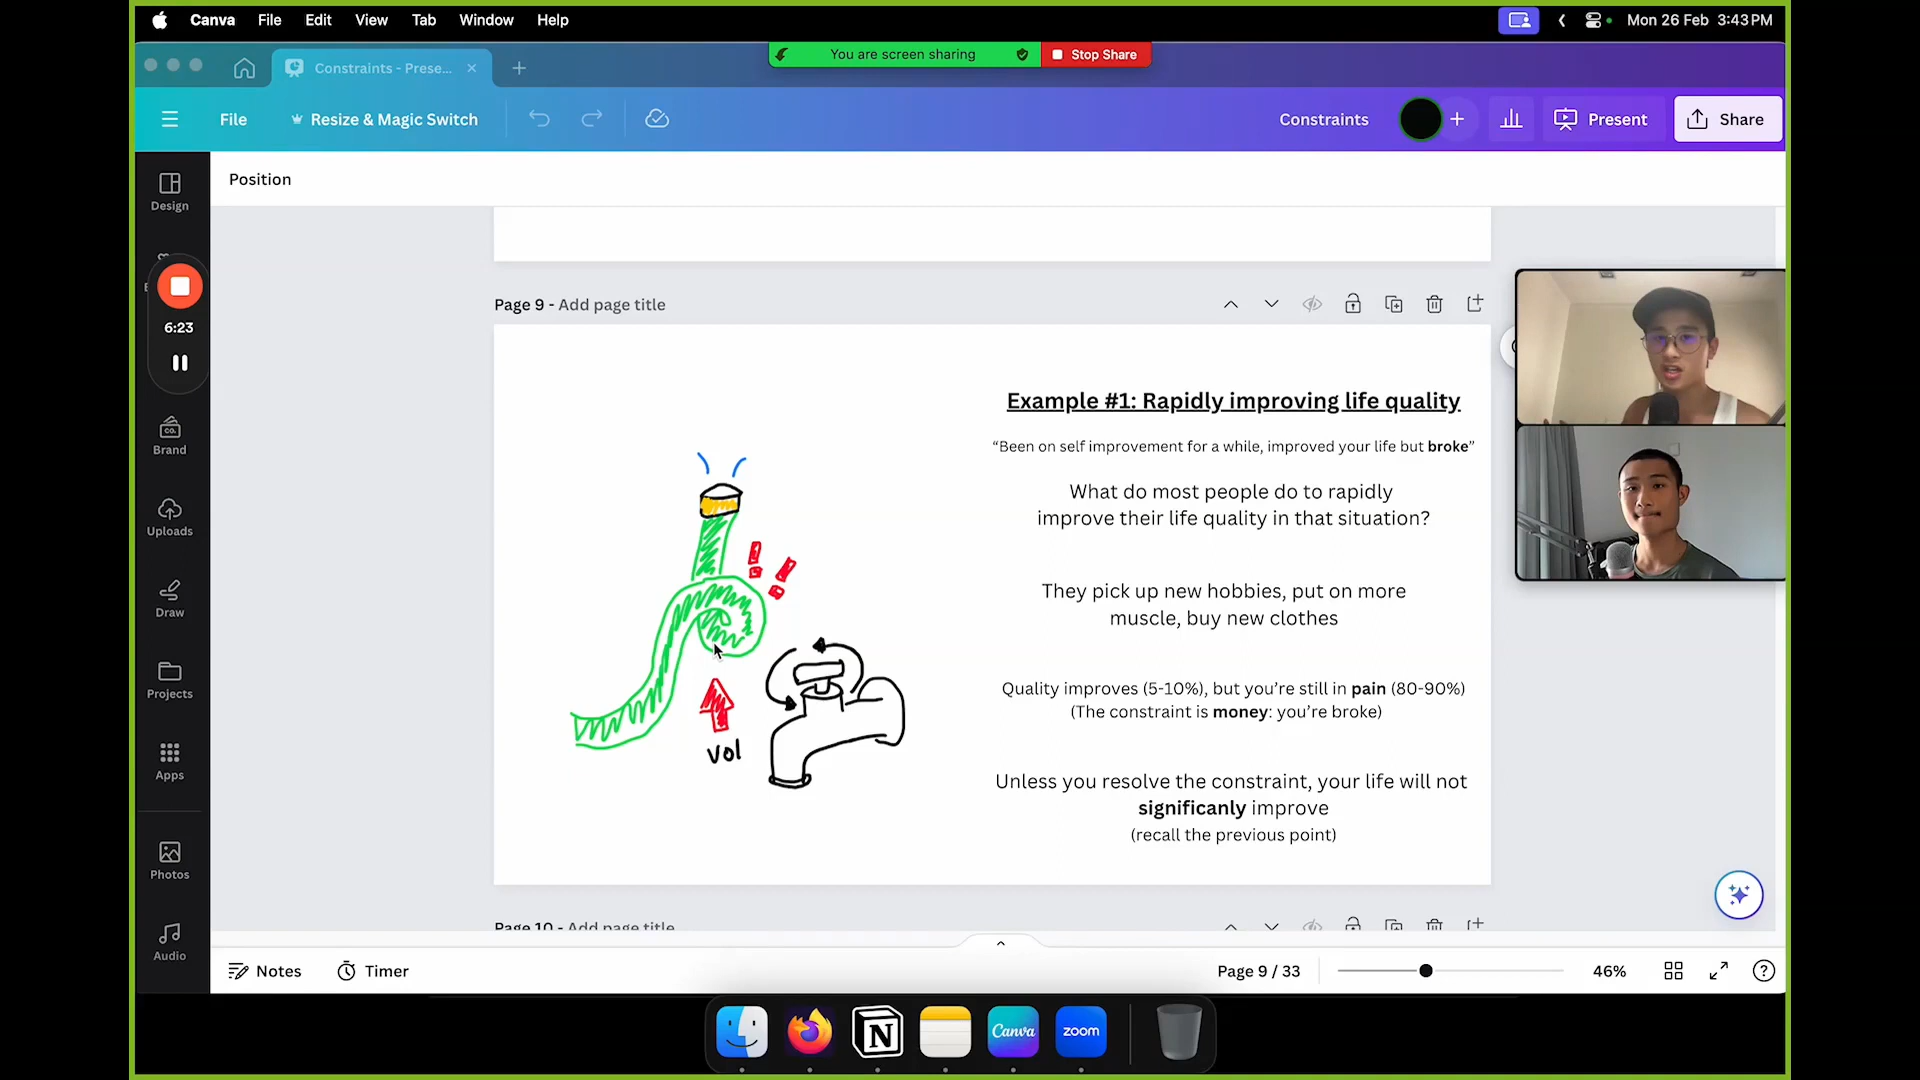 Canva File Edit View Tab Window Help
Mon 26 Feb 3:43 PM
Constraints - Prese...
You are screen sharing
Stop Share
File
Resize & Magic Switch
Constraints
Present
Share
Position
Design
6:23
Brand
Uploads
Draw
Projects
Apps
Photos
Audio
Page 9 - Add page title
Example #1: Rapidly improving life quality
“Been on self improvement for a while, improved your life but broke”
What do most people do to rapidly
improve their life quality in that situation?
They pick up new hobbies, put on more
muscle, buy new clothes
Quality improves (5-10%), but you’re still in pain (80-90%)
(The constraint is money: you’re broke)
Unless you resolve the constraint, your life will not
significanly improve
(recall the previous point)
!!
vol
Page 10 - Add page title
Notes
Timer
Page 9 / 33
46%
Canva
zoom